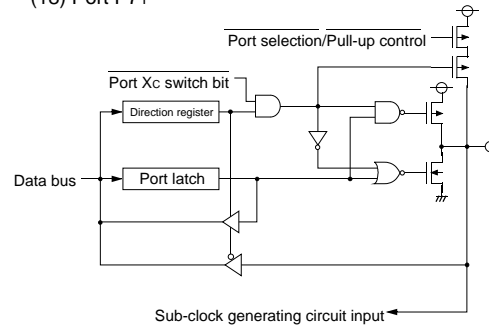 Port selection/Pull-up control
Port XC switch bit
Direction register
Data bus
Port latch
Sub-clock generating circuit input